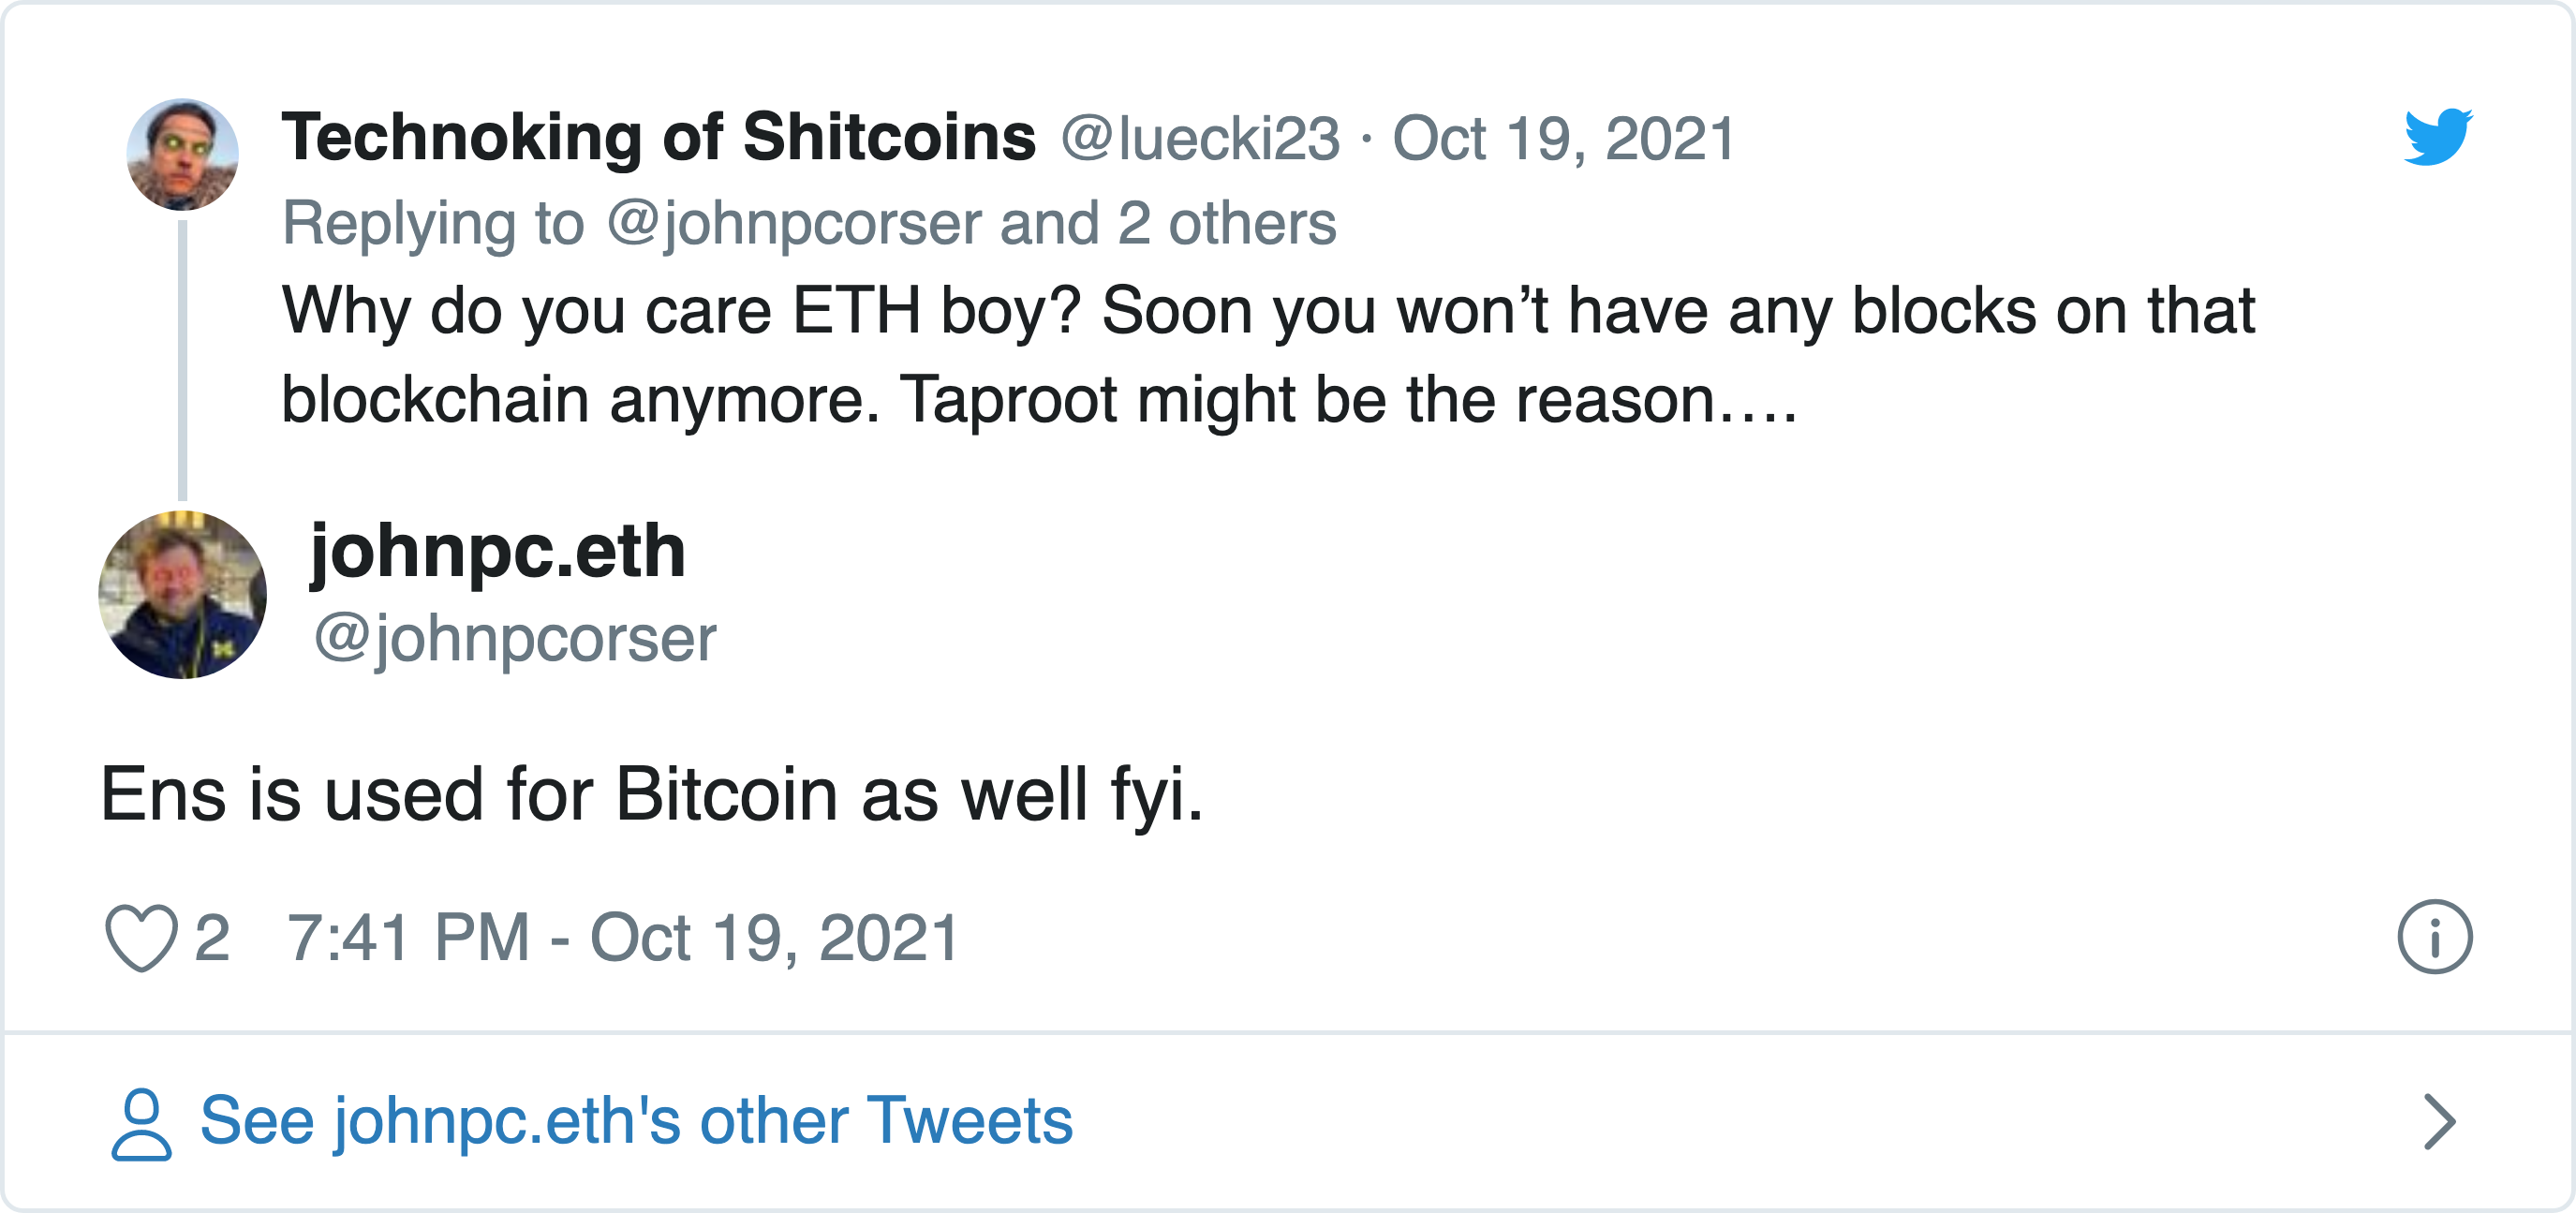 Technoking of Shitcoins @luecki23 · Oct 19, 2021
Replying to @johnpcorser and 2 others
Why do you care ETH boy? Soon you won’t have any blocks on that
blockchain anymore. Taproot might be the reason….
johnpc.eth
@johnpcorser
Ens is used for Bitcoin as well fyi.
2 7:41 PM - Oct 19, 2021
See johnpc.eth's other Tweets